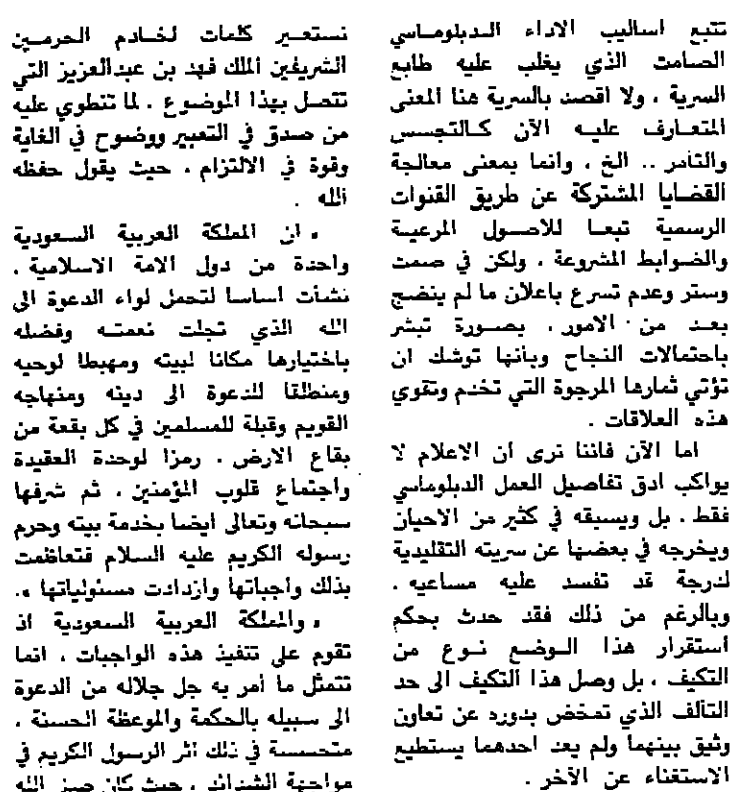 تتبع اساليب الاداء الدبلوماسي
الصامت الذي يغلب عليه طابع
السرية ، ولا اقصد بالسرية هنا المعنى
المتعارف عليه الآن كالتجسس
والتآمر .. الخ ، وانما بمعنى معالجة
القضايا المشتركة عن طريق القنوات
الرسمية تبعا للاصول المرعية
والضوابط المشروعة ، ولكن في صمت
وستر وعدم تسرع باعلان ما لم ينضج
بعد من الامور ، بصورة تبشر
باحتمالات النجاح وبأنها توشك ان
تؤتي ثمارها المرجوة التي تخدم وتقوي
هذه العلاقات .
اما الآن فاننا نرى ان الاعلام لا
يواكب ادق تفاصيل العمل الدبلوماسي
فقط ، بل ويسبقه في كثير من الاحيان
ويخرجه في بعضها عن سريته التقليدية
لدرجة قد تفسد عليه مساعيه .
وبالرغم من ذلك فقد حدث بحكم
استقرار هذا الوضع نوع من
التكيف ، بل وصل هذا التكيف الى حد
التآلف الذي تمخض بدوره عن تعاون
وثيق بينهما ولم يعد احدهما يستطيع
الاستغناء عن الآخر .
نستعير كلمات لخادم الحرمين
الشريفين الملك فهد بن عبدالعزيز التي
تتصل بهذا الموضوع . لما تنطوي عليه
من صدق في التعبير ووضوح في الغاية
وقوة في الالتزام ، حيث يقول حفظه
الله .
« ان المملكة العربية السعودية
واحدة من دول الامة الاسلامية .
نشأت اساسا لتحمل لواء الدعوة الى
الله الذي تجلت نعمته وفضله
باختيارها مكانا لبيته ومهبطا لوحيه
ومنطلقا للدعوة الى دينه ومنهاجه
القويم وقبلة للمسلمين في كل بقعة من
بقاع الارض . رمزا لوحدة العقيدة
واجتماع قلوب المؤمنين ، ثم شرفها
سبحانه وتعالى ايضا بخدمة بيته وحرم
رسوله الكريم عليه السلام فتعاظمت
بذلك واجباتها وازدادت مسئولياتها ».
« والمملكة العربية السعودية اذ
تقوم على تنفيذ هذه الواجبات ، انما
تتمثل ما أمر به جل جلاله من الدعوة
الى سبيله بالحكمة والموعظة الحسنة ،
متحسسة في ذلك اثر الرسول الكريم في
مواجهة الشدائد ، حيث كان صبر الله